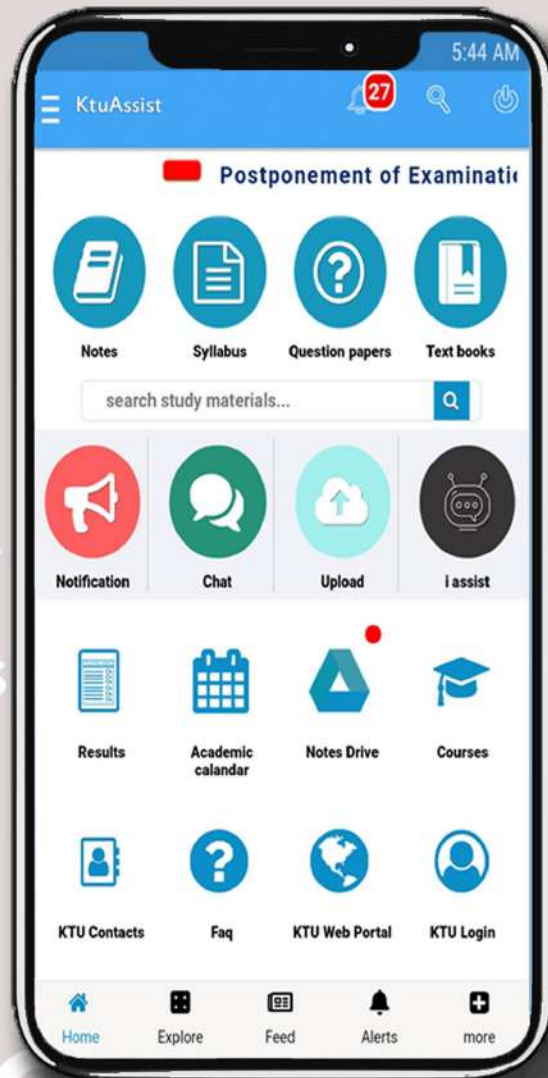 5:44 AM
KtuAssist
27
Postponement of Examinati
Notes Syllabus Question papers Text books
search study materials...
Notification Chat Upload i assist
Results Academic calandar Notes Drive Courses
KTU Contacts Faq KTU Web Portal KTU Login
Home Explore Feed Alerts more